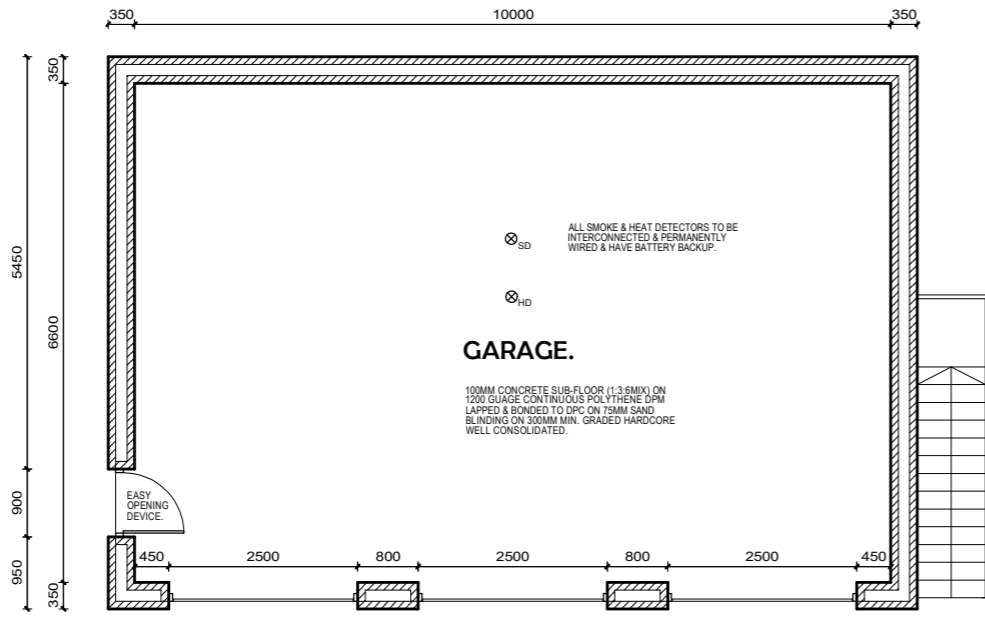 350
10000
350
350
5450
6600
900
950
350
ALL SMOKE & HEAT DETECTORS TO BE
INTERCONNECTED & PERMANENTLY
WIRED & HAVE BATTERY BACKUP.
SD
HD
GARAGE.
100MM CONCRETE SUB-FLOOR (1:3:6MIX) ON
1200 GUAGE CONTINUOUS POLYTHENE DPM
LAPPED & BONDED TO DPC ON 75MM SAND
BLINDING ON 300MM MIN. GRADED HARDCORE
WELL CONSOLIDATED.
EASY
OPENING
DEVICE.
450
2500
800
2500
800
2500
450